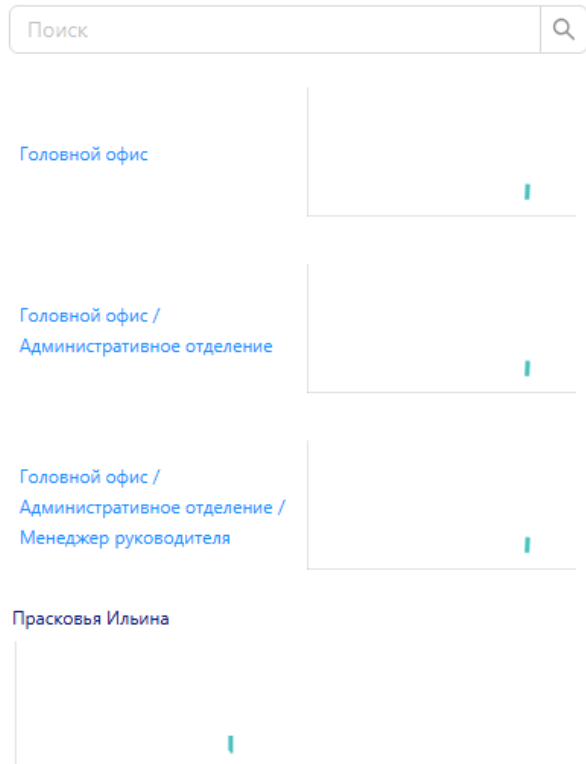 Поиск
Головной офис
Головной офис /
Административное отделение
Головной офис /
Административное отделение /
Менеджер руководителя
Прасковья Ильина